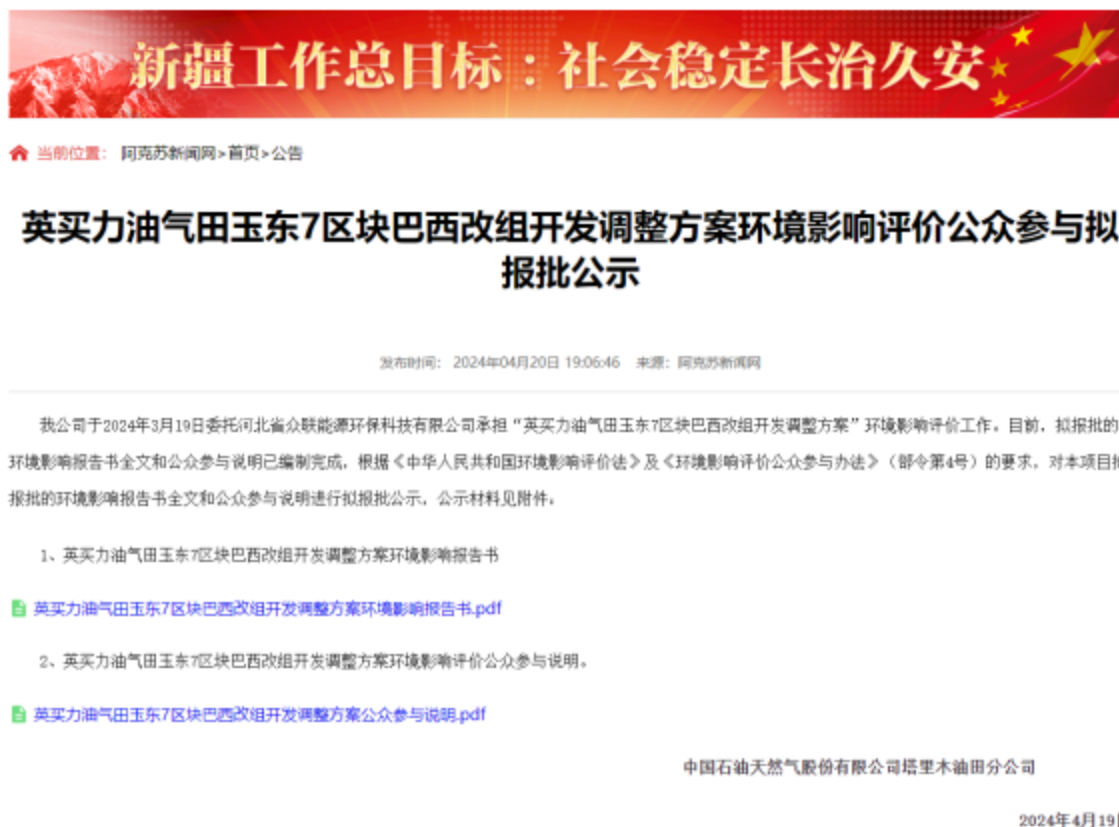 新疆工作总目标：社会稳定长治久安
当前位置： 阿克苏新闻网>首页>公告
英买力油气田玉东7区块巴西改组开发调整方案环境影响评价公众参与拟
报批公示
发布时间： 2024年04月20日 19:06:46 来源：阿克苏新闻网
我公司于2024年3月19日委托河北省众联能源环保科技有限公司承担“英买力油气田玉东7区块巴西改组开发调整方案”环境影响评价工作。目前，拟报批的
环境影响报告书全文和公众参与说明已编制完成，根据《中华人民共和国环境影响评价法》及《环境影响评价公众参与办法》（部令第4号）的要求，对本项目
报批的环境影响报告书全文和公众参与说明进行拟报批公示，公示材料见附件。
1、英买力油气田玉东7区块巴西改组开发调整方案环境影响报告书
英买力油气田玉东7区块巴西改组开发调整方案环境影响报告书.pdf
2、英买力油气田玉东7区块巴西改组开发调整方案环境影响评价公众参与说明。
英买力油气田玉东7区块巴西改组开发调整方案公众参与说明.pdf
中国石油天然气股份有限公司塔里木油田分公司
2024年4月19